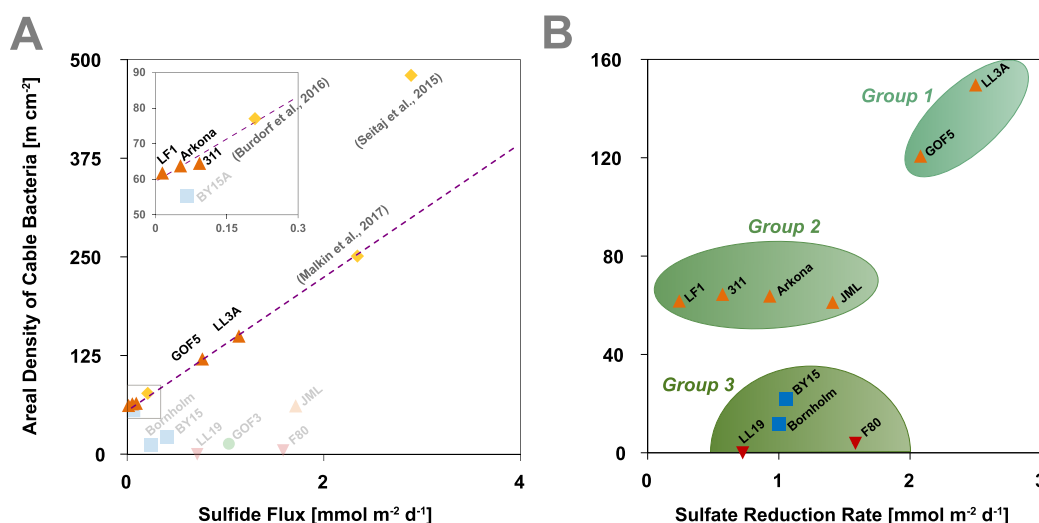 A
Areal Density of Cable Bacteria [m cm⁻²]
500
375
250
125
0
0
2
4
Sulfide Flux [mmol m⁻² d⁻¹]
90
80
70
60
50
0
0.15
0.3
LF1
Arkona
311
BY15A
(Burdorf et al., 2016)
(Seitaj et al., 2015)
(Malkin et al., 2017)
GOF5
LL3A
Bornholm
BY15
LL19
GOF3
F80
JML
B
160
120
80
40
0
0
1
2
3
Sulfate Reduction Rate [mmol m⁻² d⁻¹]
Group 1
LL3A
GOF5
Group 2
LF1
311
Arkona
JML
Group 3
BY15
Bornholm
LL19
F80